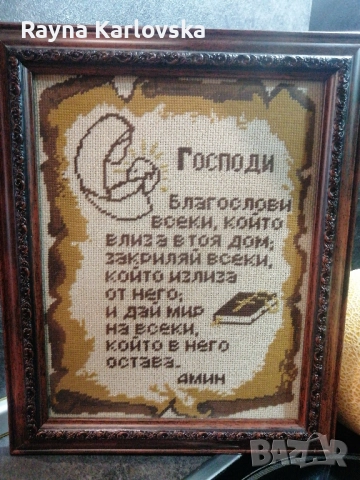 Rayna Karlovska
Господи
Благослови
всеки, който
влиза в тоя дом;
закриляй всеки,
който излиза
от него;
и дай мир
на всеки,
който в него
остава.
амин
BAZAR